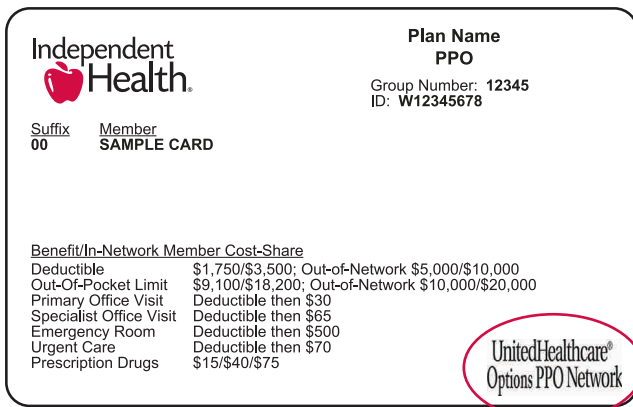 Independent
Health®
Plan Name
PPO
Group Number: 12345
ID: W12345678
Suffix Member
00 SAMPLE CARD
Benefit/In-Network Member Cost-Share
Deductible $1,750/$3,500; Out-of-Network $5,000/$10,000
Out-Of-Pocket Limit $9,100/$18,200; Out-of-Network $10,000/$20,000
Primary Office Visit Deductible then $30
Specialist Office Visit Deductible then $65
Emergency Room Deductible then $500
Urgent Care Deductible then $70
Prescription Drugs $15/$40/$75
UnitedHealthcare®
Options PPO Network